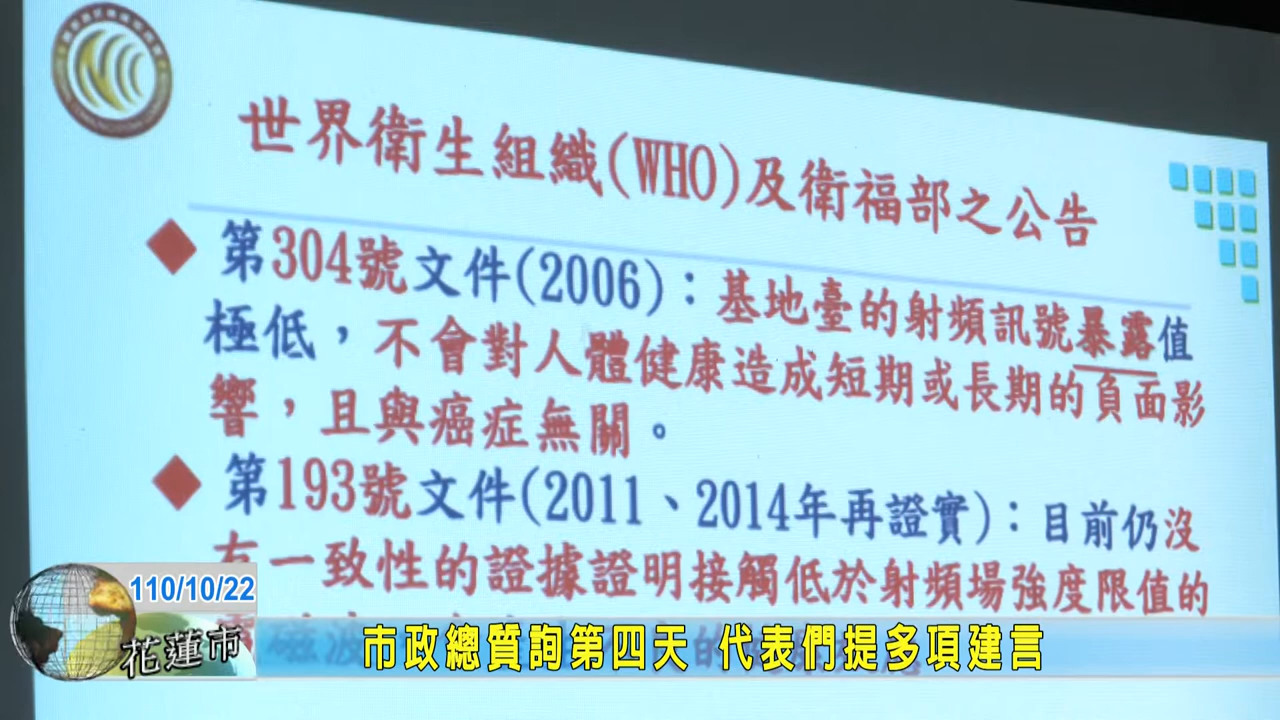 世界衛生組織(WHO)及衛福部之公告
第304號文件(2006)：基地臺的射頻訊號暴露值
極低，不會對人體健康造成短期或長期的負面影
響，且與癌症無關。
第193號文件(2011、2014年再證實)：目前仍沒
有一致性的證據證明接觸低於射頻場強度限值的
磁波
110/10/22
花蓮市
市政總質詢第四天 代表們提多項建言